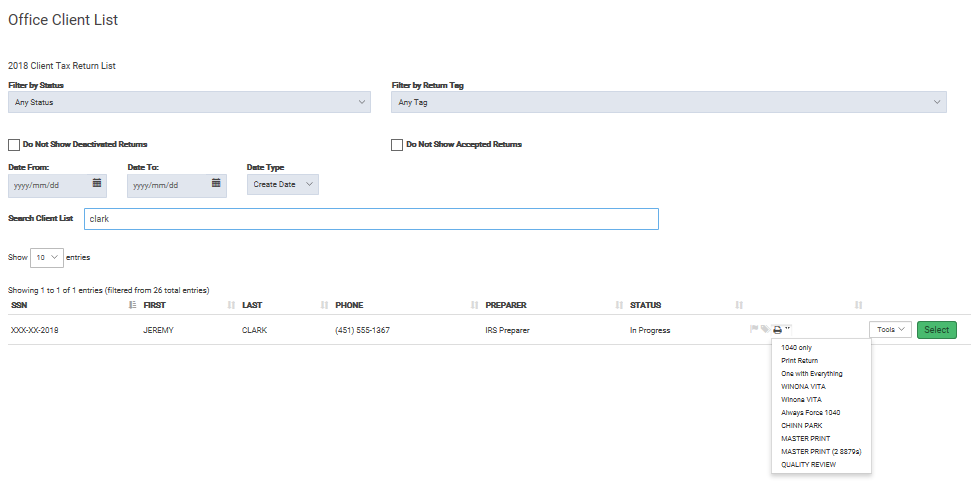 Office Client List
2018 Client Tax Return List
Filter by Status
Filter by Return Tag
Any Status
Any Tag
Do Not Show Deactivated Returns
Do Not Show Accepted Returns
Date From:
Date To:
Date Type
yyyy/mm/dd
yyyy/mm/dd
Create Date
Search Client List
clark
Show 10 entries
Showing 1 to 1 of 1 entries (filtered from 26 total entries)
SSN FIRST LAST PHONE PREPARER STATUS
XXX-XX-2018 JEREMY CLARK (451) 555-1367 IRS Preparer In Progress Tools Select
1040 only
Print Return
One with Everything
WINONA VITA
Winona VITA
Always Force 1040
CHINN PARK
MASTER PRINT
MASTER PRINT (2 8879s)
QUALITY REVIEW